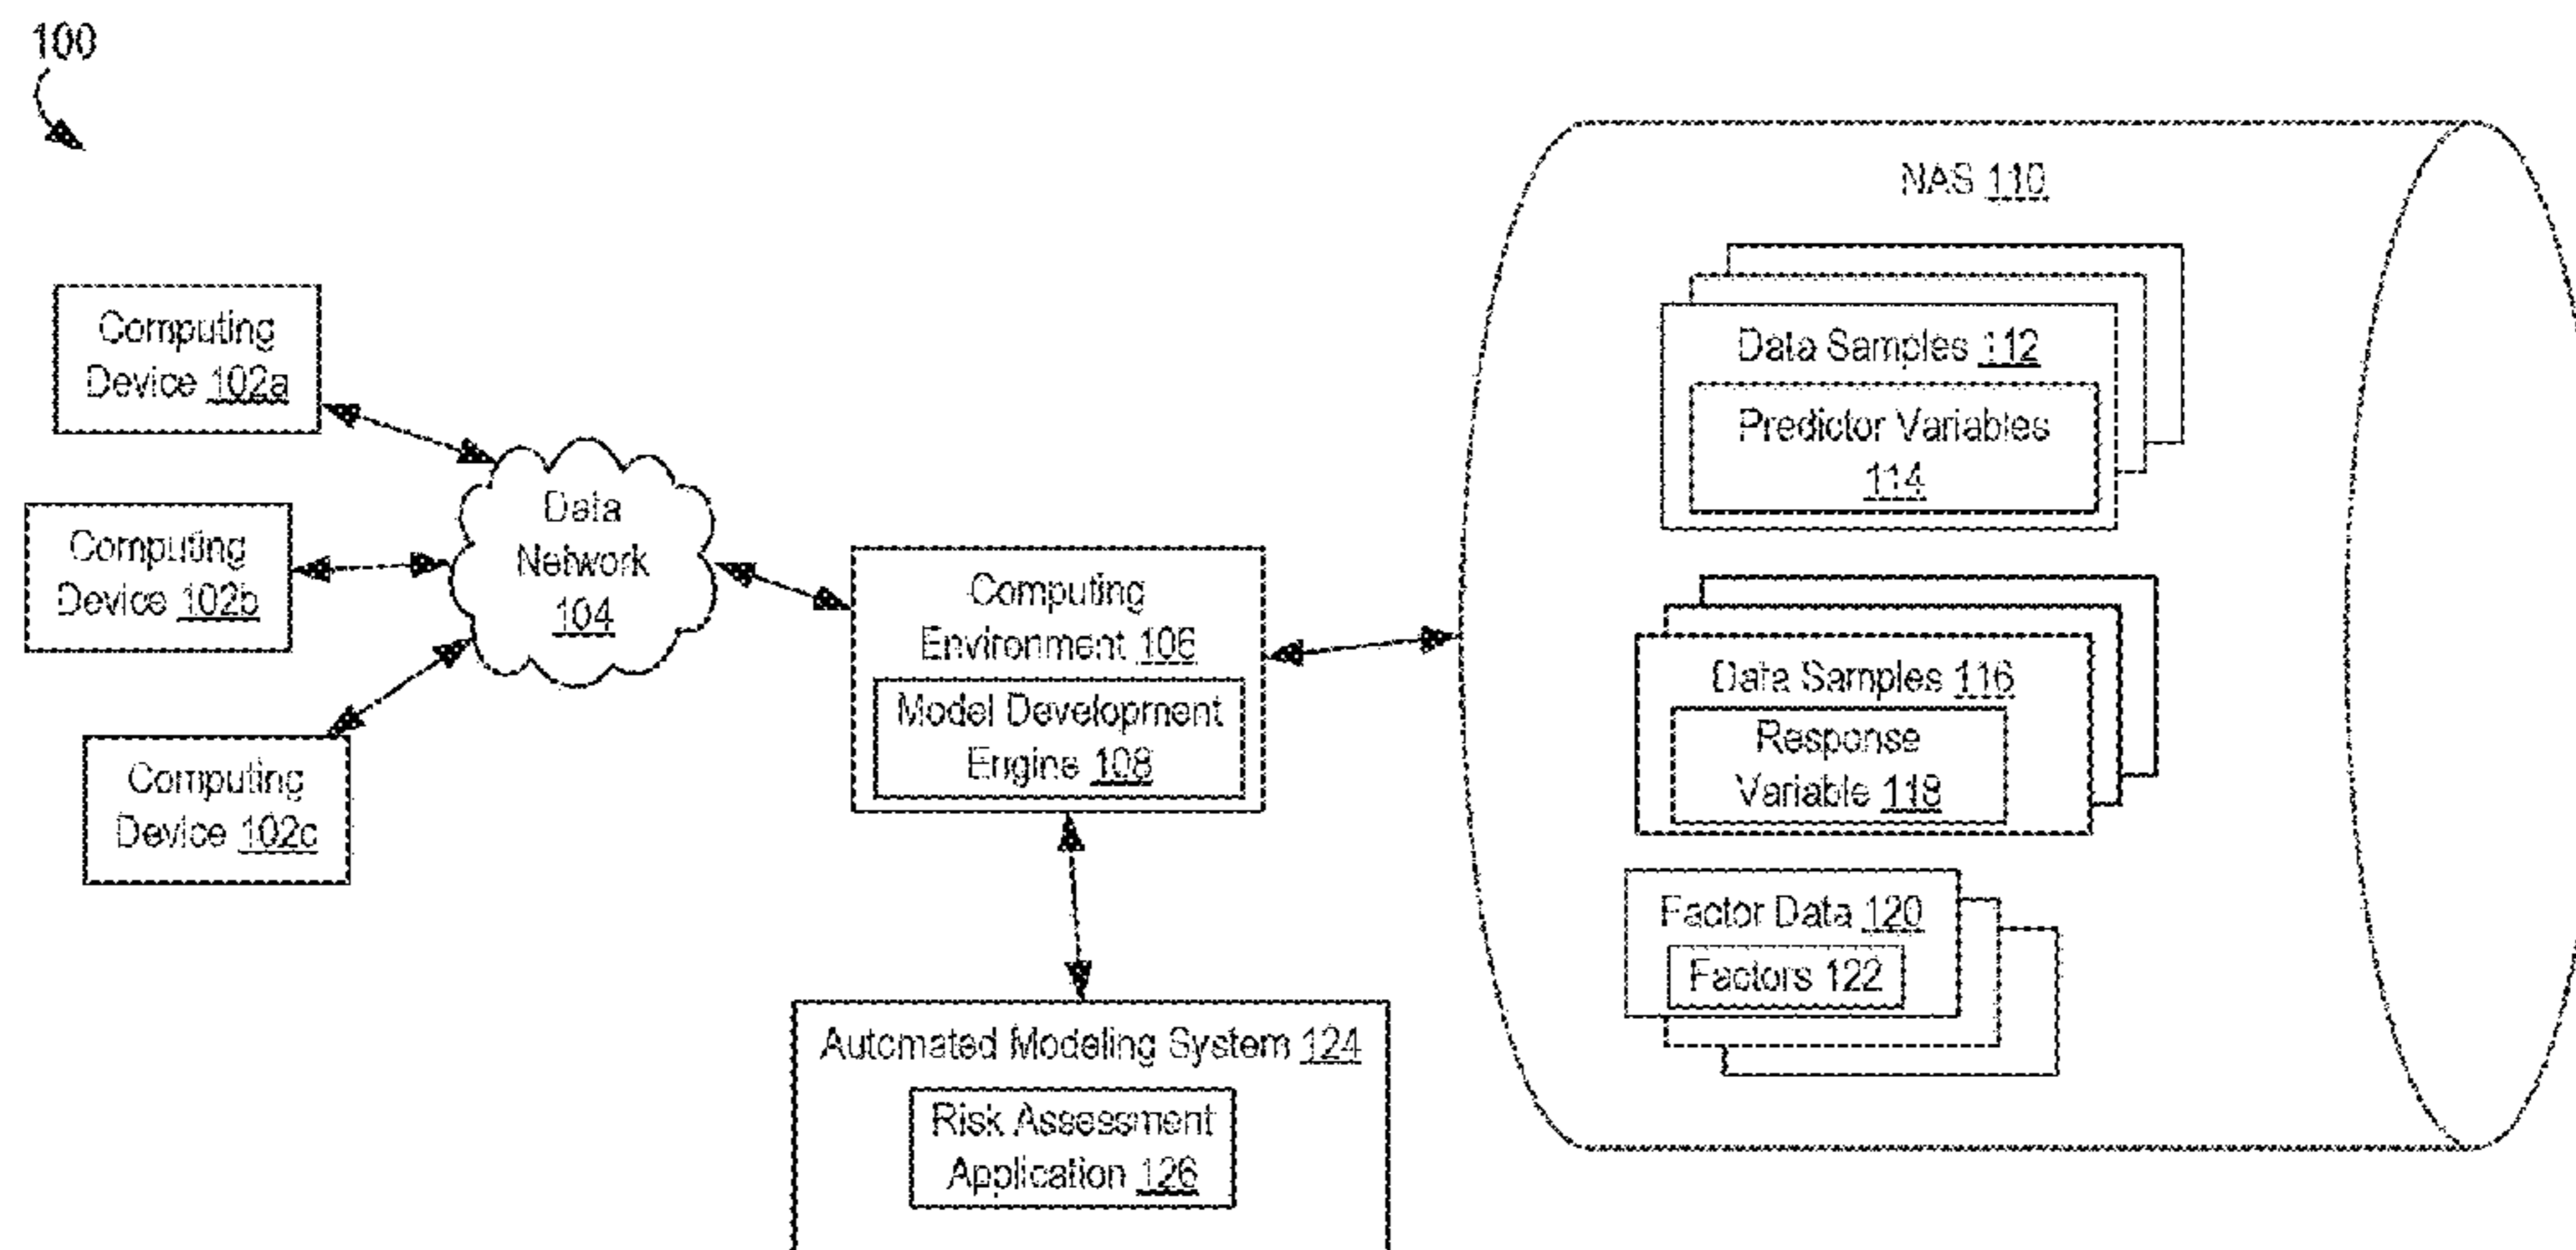 100
NAS 110
Computing
Device 102a
Computing
Device 102b
Computing
Device 102c
Data
Network
104
Computing
Environment 106
Model Development
Engine 108
Automated Modeling System 124
Risk Assessment
Application 126
Data Samples 112
Predictor Variables
114
Data Samples 116
Response
Variable 118
Factor Data 120
Factors 122